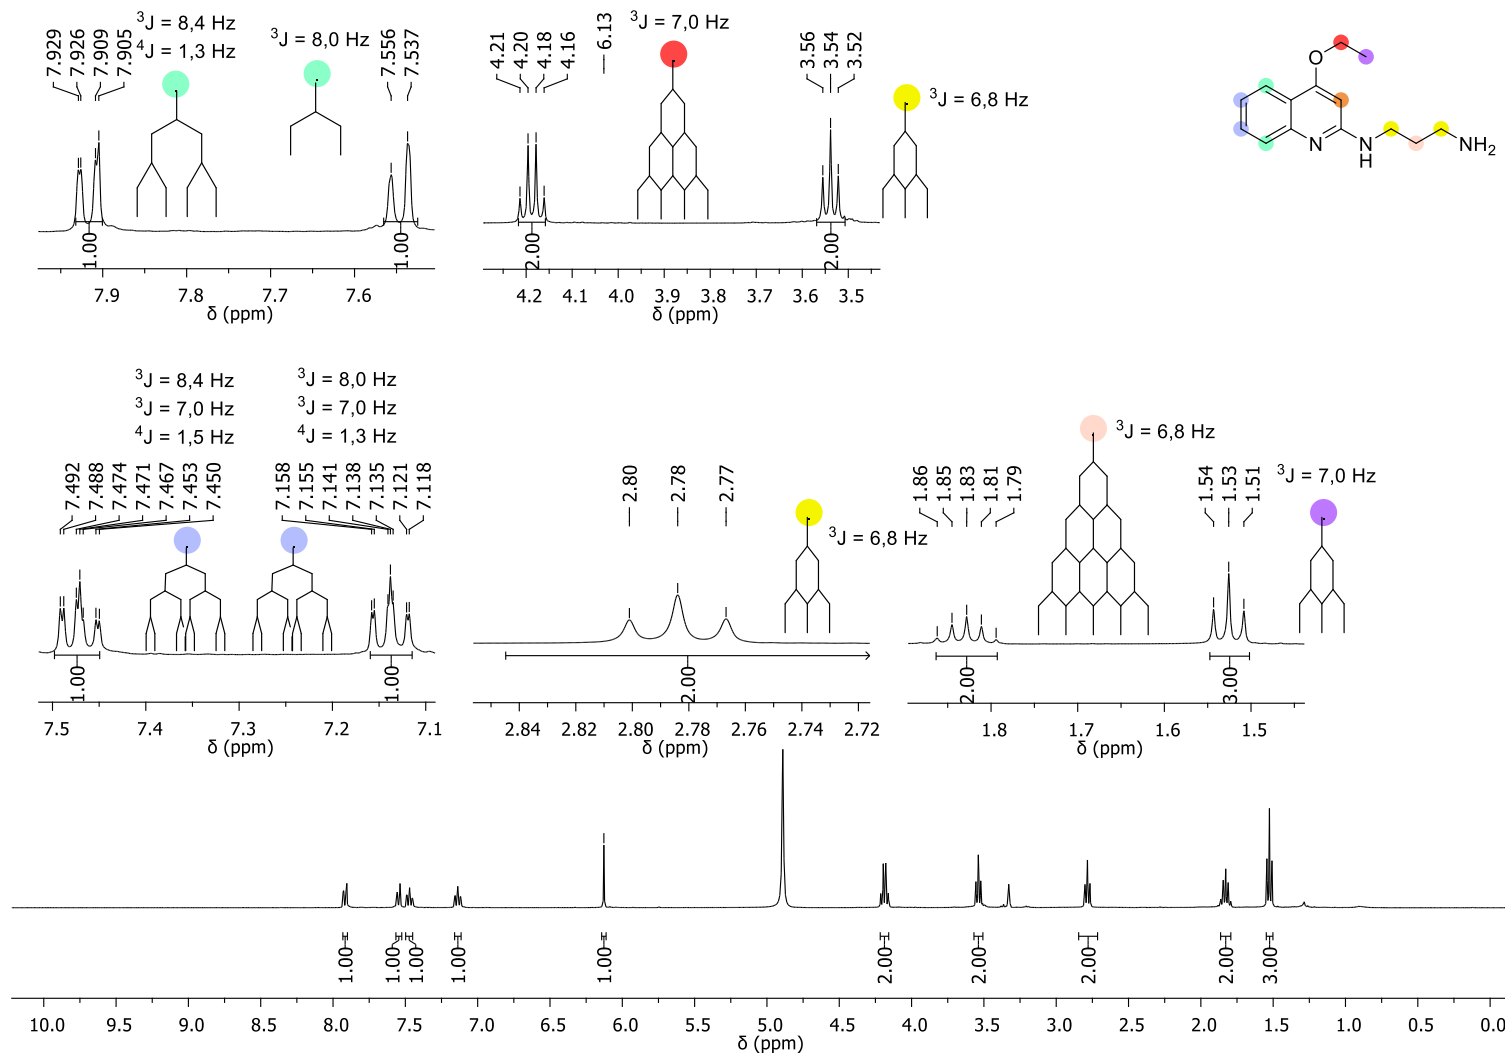 7.929
7.926
7.909
7.905
³J = 8,4 Hz
⁴J = 1,3 Hz
³J = 8,0 Hz
7.556
7.537
1.00
1.00
7.9 7.8 7.7 7.6
δ (ppm)
4.21
4.20
4.18
4.16
6.13
³J = 7,0 Hz
3.56
3.54
3.52
³J = 6,8 Hz
2.00
2.00
4.2 4.1 4.0 3.9 3.8 3.7 3.6 3.5
δ (ppm)
O
N
N
H
NH₂
³J = 8,4 Hz
³J = 7,0 Hz
⁴J = 1,5 Hz
³J = 8,0 Hz
³J = 7,0 Hz
⁴J = 1,3 Hz
7.492
7.488
7.474
7.471
7.467
7.453
7.450
7.158
7.155
7.141
7.138
7.135
7.121
7.118
1.00
1.00
7.5 7.4 7.3 7.2 7.1
δ (ppm)
2.80
2.78
2.77
³J = 6,8 Hz
2.00
2.84 2.82 2.80 2.78 2.76 2.74 2.72
δ (ppm)
1.86
1.85
1.83
1.81
1.79
³J = 6,8 Hz
1.54
1.53
1.51
³J = 7,0 Hz
2.00
3.00
1.8 1.7 1.6 1.5
δ (ppm)
1.00
1.00
1.00
1.00
1.00
2.00
2.00
2.00
2.00
3.00
10.0 9.5 9.0 8.5 8.0 7.5 7.0 6.5 6.0 5.5 5.0 4.5 4.0 3.5 3.0 2.5 2.0 1.5 1.0 0.5 0.0
δ (ppm)